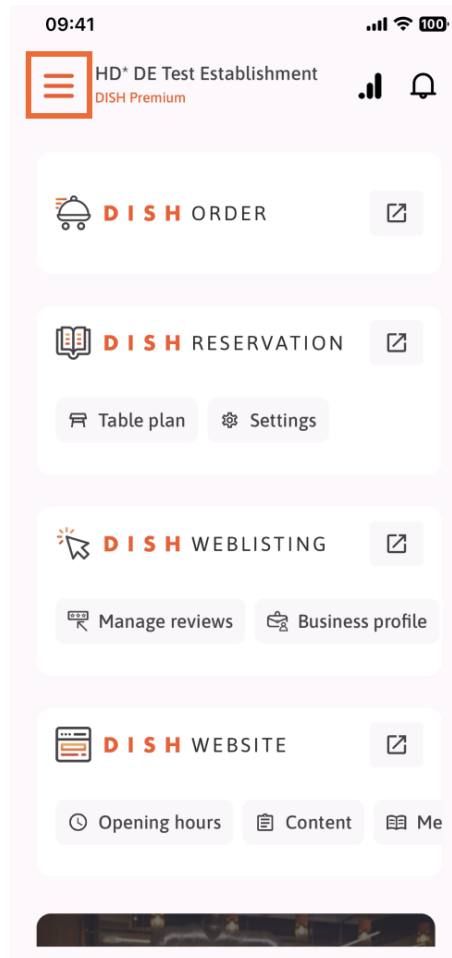 09:41
100
HD* DE Test Establishment
DISH Premium
DISH ORDER
DISH RESERVATION
Table plan Settings
DISH WEBLISTING
Manage reviews Business profile
DISH WEBSITE
Opening hours Content Me